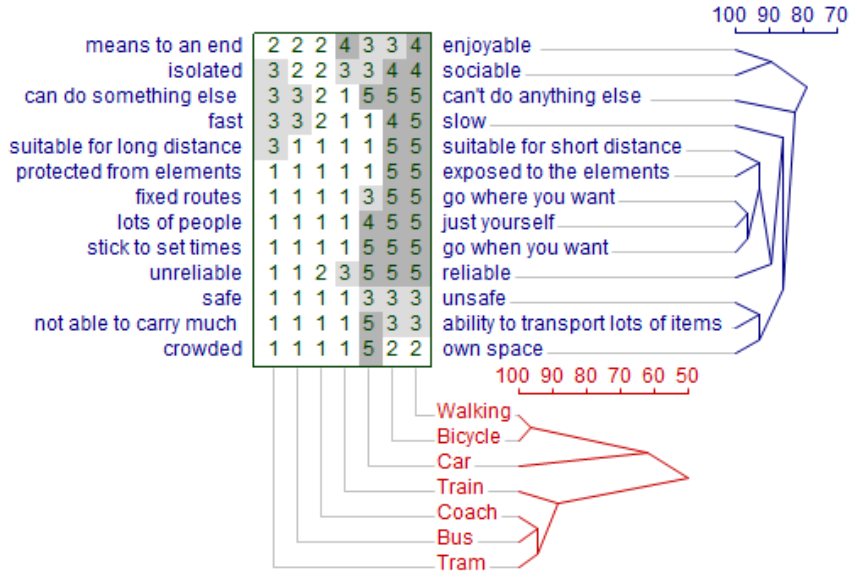 100 90 80 70
means to an end 2 2 2 4 3 3 4 enjoyable
isolated 3 2 2 3 3 4 4 sociable
can do something else 3 3 2 1 5 5 5 can't do anything else
fast 3 3 2 1 1 4 5 slow
suitable for long distance 3 1 1 1 1 5 5 suitable for short distance
protected from elements 1 1 1 1 1 5 5 exposed to the elements
fixed routes 1 1 1 1 3 5 5 go where you want
lots of people 1 1 1 1 4 5 5 just yourself
stick to set times 1 1 1 1 5 5 5 go when you want
unreliable 1 1 2 3 5 5 5 reliable
safe 1 1 1 1 3 3 3 unsafe
not able to carry much 1 1 1 1 5 3 3 ability to transport lots of items
crowded 1 1 1 1 5 2 2 own space
100 90 80 70 60 50
Walking
Bicycle
Car
Train
Coach
Bus
Tram